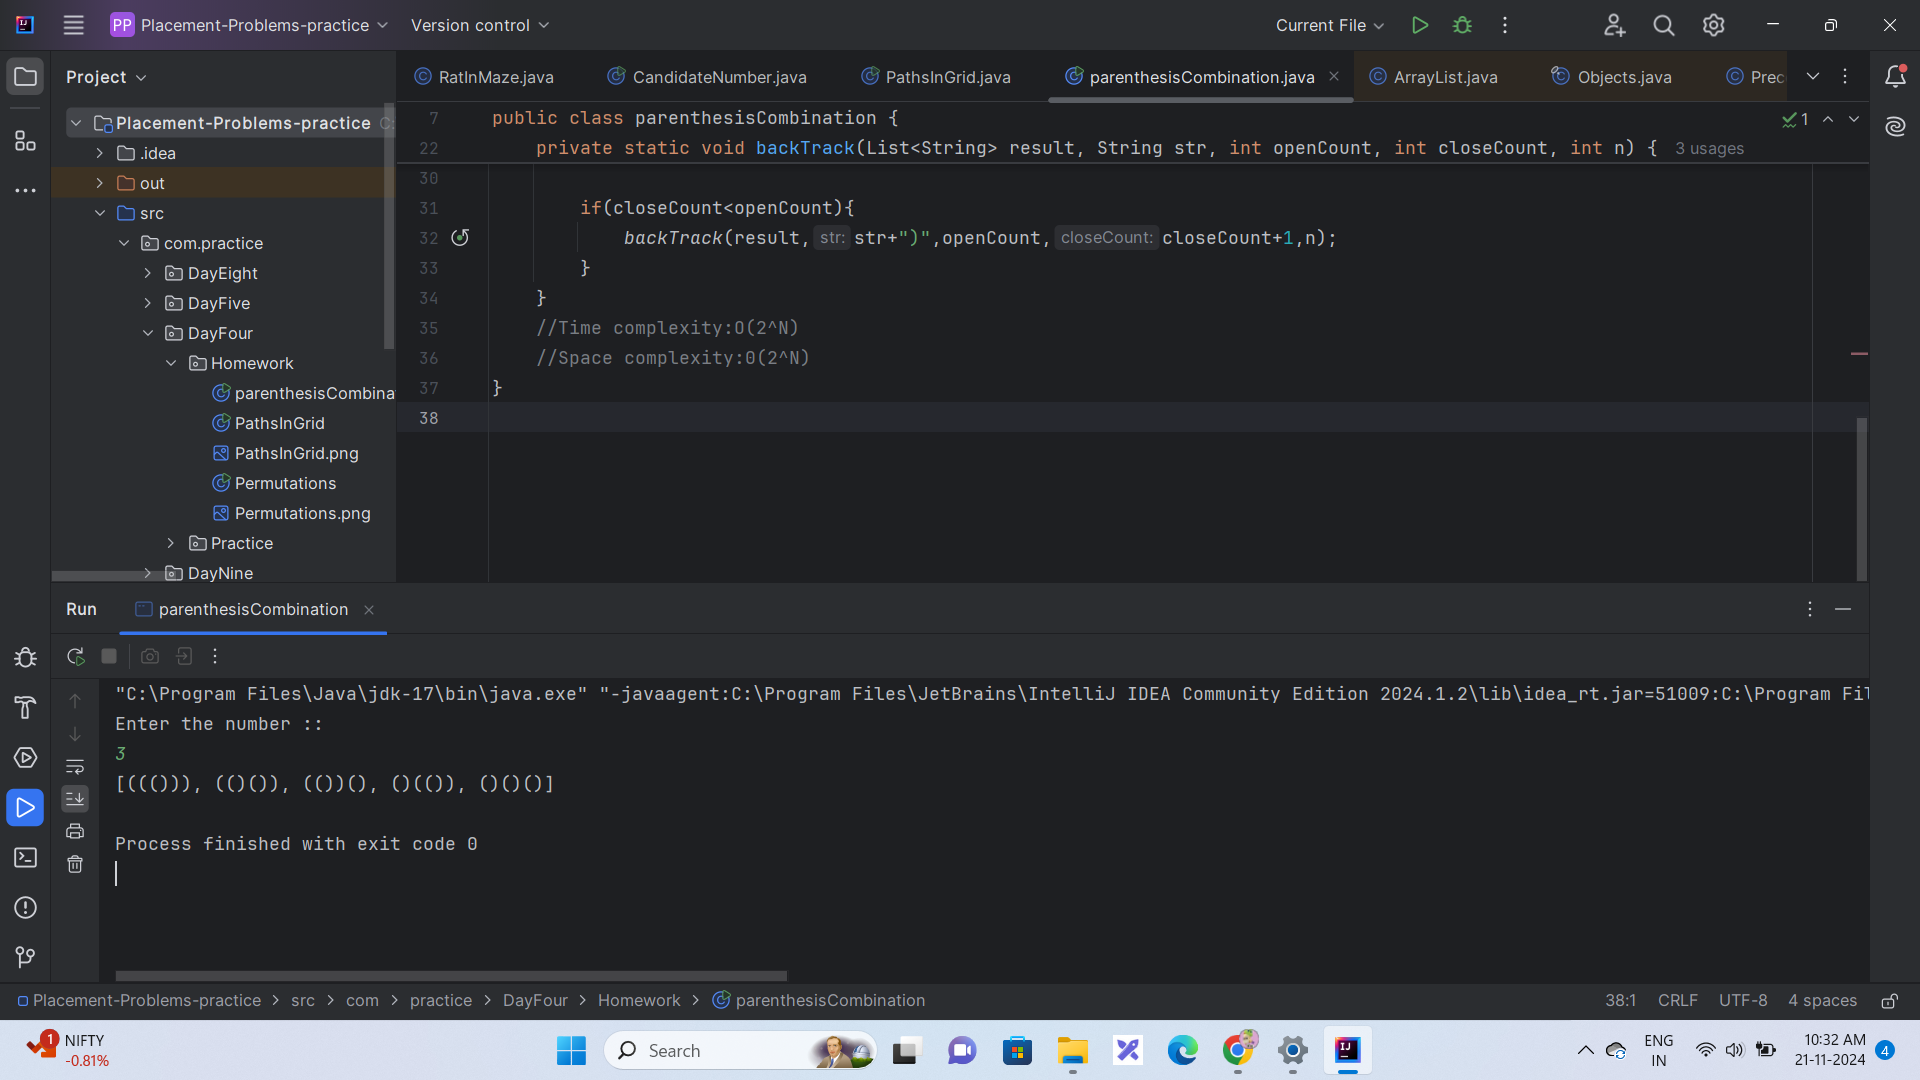 PP Placement-Problems-practice Version control Current File
Project
RatInMaze.java CandidateNumber.java PathsInGrid.java parenthesisCombination.java ArrayList.java Objects.java Prec
Placement-Problems-practice C:
.idea
out
src
com.practice
DayEight
DayFive
DayFour
Homework
parenthesisCombina
PathsInGrid
PathsInGrid.png
Permutations
Permutations.png
Practice
DayNine
7 public class parenthesisCombination { 1
22 private static void backTrack(List<String> result, String str, int openCount, int closeCount, int n) { 3 usages
30
31 if(closeCount<openCount){
32 backTrack(result, str: str+")",openCount, closeCount: closeCount+1,n);
33 }
34 }
35 //Time complexity:O(2^N)
36 //Space complexity:O(2^N)
37 }
38
Run parenthesisCombination
"C:\Program Files\Java\jdk-17\bin\java.exe" "-javaagent:C:\Program Files\JetBrains\IntelliJ IDEA Community Edition 2024.1.2\lib\idea_rt.jar=51009:C:\Program Fil
Enter the number ::
3
[((())), (()()), (())(), ()(()), ()()()]
Process finished with exit code 0
Placement-Problems-practice > src > com > practice > DayFour > Homework > parenthesisCombination 38:1 CRLF UTF-8 4 spaces
1 NIFTY
-0.81%
Search
ENG
IN
10:32 AM
21-11-2024
4